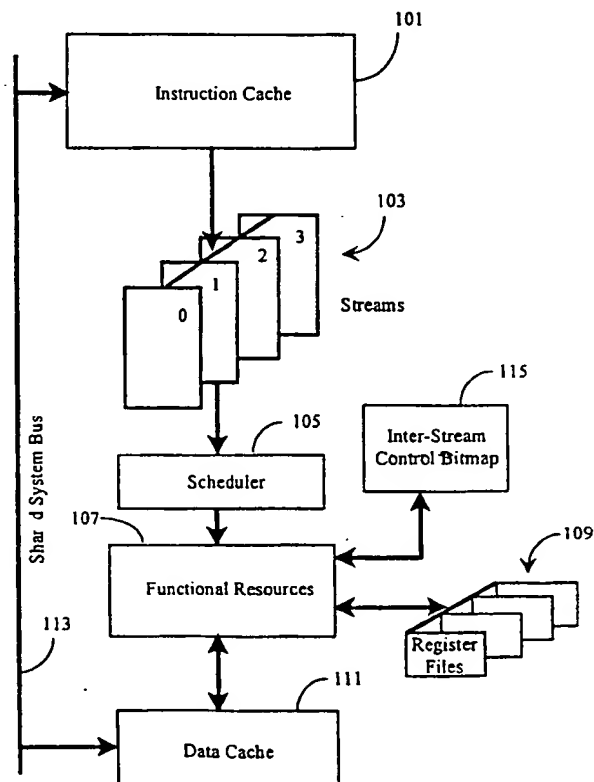 101
Instruction Cache
103
3
2
1
0
Streams
115
105
Inter-Stream
Control Bitmap
Scheduler
107
109
Functional Resources
Shar d System Bus
Register
Files
113
111
Data Cache